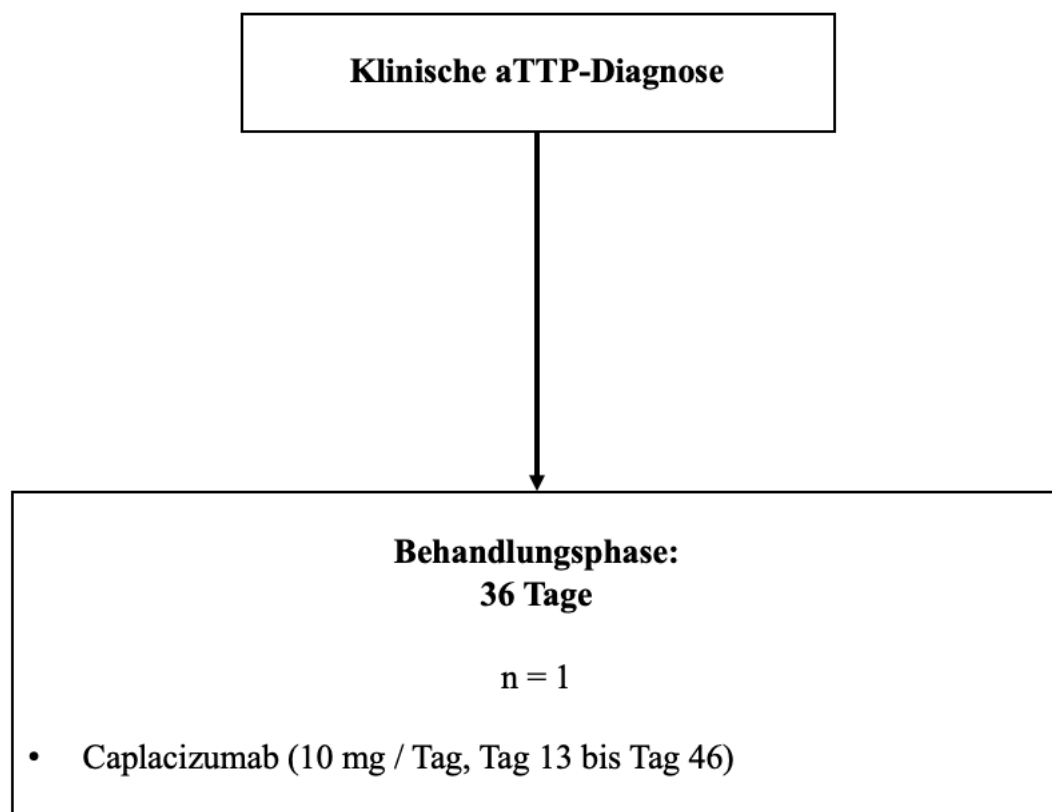 Klinische aTTP-Diagnose
Behandlungsphase:
36 Tage
n = 1
• Caplacizumab (10 mg / Tag, Tag 13 bis Tag 46)